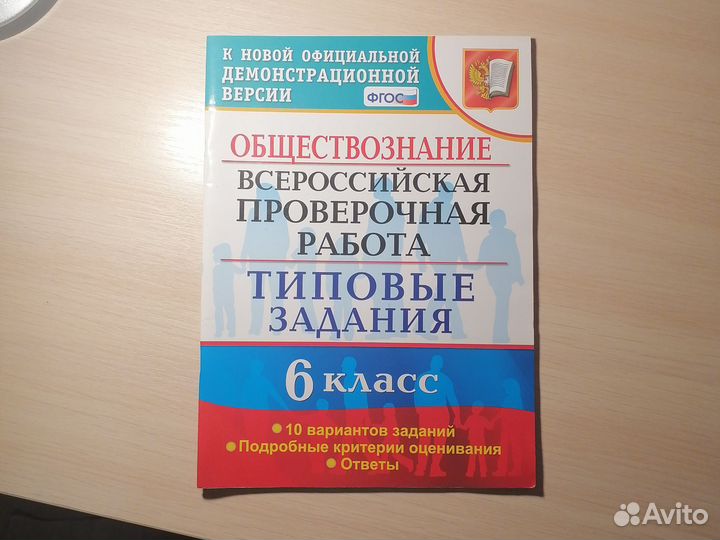 К НОВОЙ ОФИЦИАЛЬНОЙ
ДЕМОНСТРАЦИОННОЙ
ВЕРСИИ
ФГОС
ОБЩЕСТВОЗНАНИЕ
ВСЕРОССИЙСКАЯ
ПРОВЕРОЧНАЯ
РАБОТА
ТИПОВЫЕ
ЗАДАНИЯ
6 класс
• 10 вариантов заданий
• Подробные критерии оценивания
• Ответы
Avito